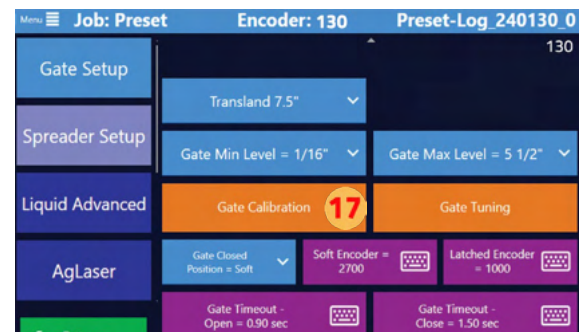 Menu Job: Preset Encoder: 130 Preset-Log_240130_0
130
Gate Setup
Transland 7.5"
Spreader Setup
Gate Min Level = 1/16" Gate Max Level = 5 1/2"
Liquid Advanced
Gate Calibration 17 Gate Tuning
AgLaser
Gate Closed
Position = Soft
Soft Encoder =
2700
Latched Encoder
= 1000
Gate Timeout -
Open = 0.90 sec
Gate Timeout -
Close = 1.50 sec